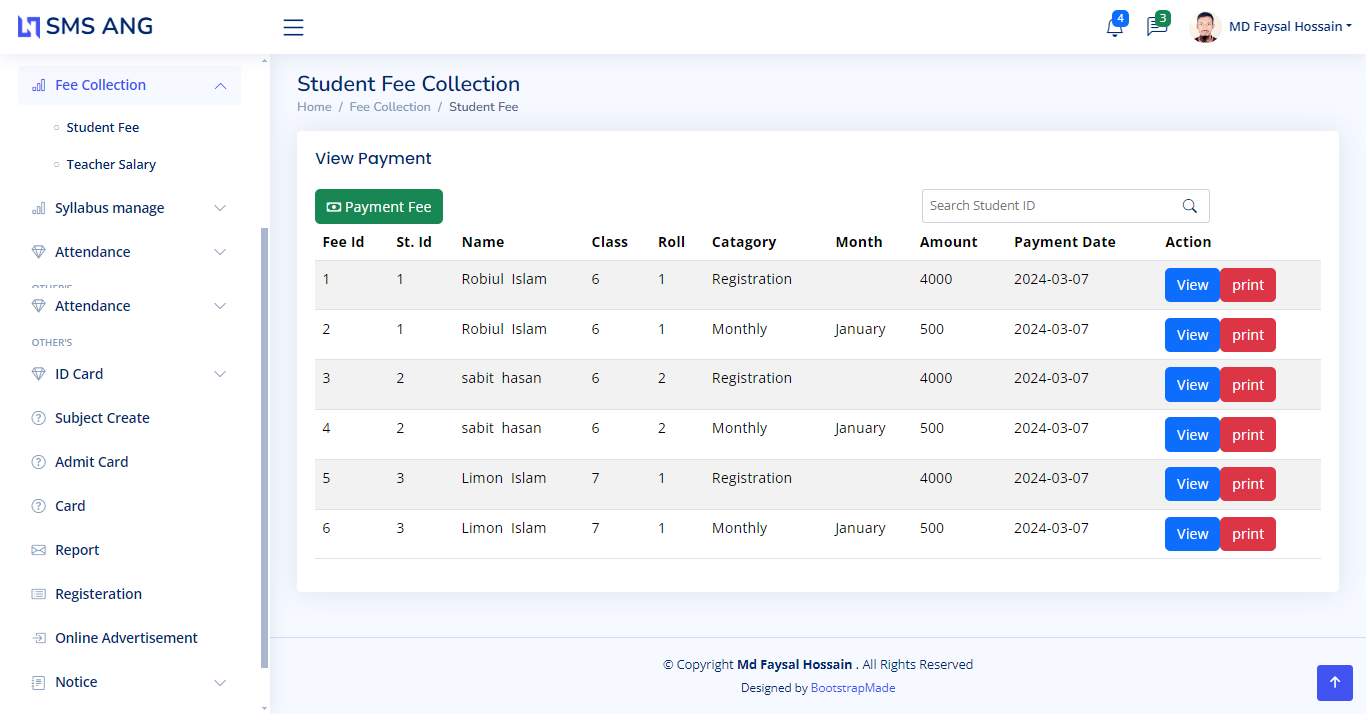 SMS ANG
4
3
MD Faysal Hossain
Fee Collection
Student Fee
Teacher Salary
Syllabus manage
Attendance
OTHER'S
Attendance
OTHER'S
ID Card
Subject Create
Admit Card
Card
Report
Registeration
Online Advertisement
Notice
Student Fee Collection
Home / Fee Collection / Student Fee
View Payment
Payment Fee
Search Student ID
Fee Id St. Id Name Class Roll Catagory Month Amount Payment Date Action
1 1 Robiul Islam 6 1 Registration 4000 2024-03-07 View print
2 1 Robiul Islam 6 1 Monthly January 500 2024-03-07 View print
3 2 sabit hasan 6 2 Registration 4000 2024-03-07 View print
4 2 sabit hasan 6 2 Monthly January 500 2024-03-07 View print
5 3 Limon Islam 7 1 Registration 4000 2024-03-07 View print
6 3 Limon Islam 7 1 Monthly January 500 2024-03-07 View print
© Copyright Md Faysal Hossain . All Rights Reserved
Designed by BootstrapMade